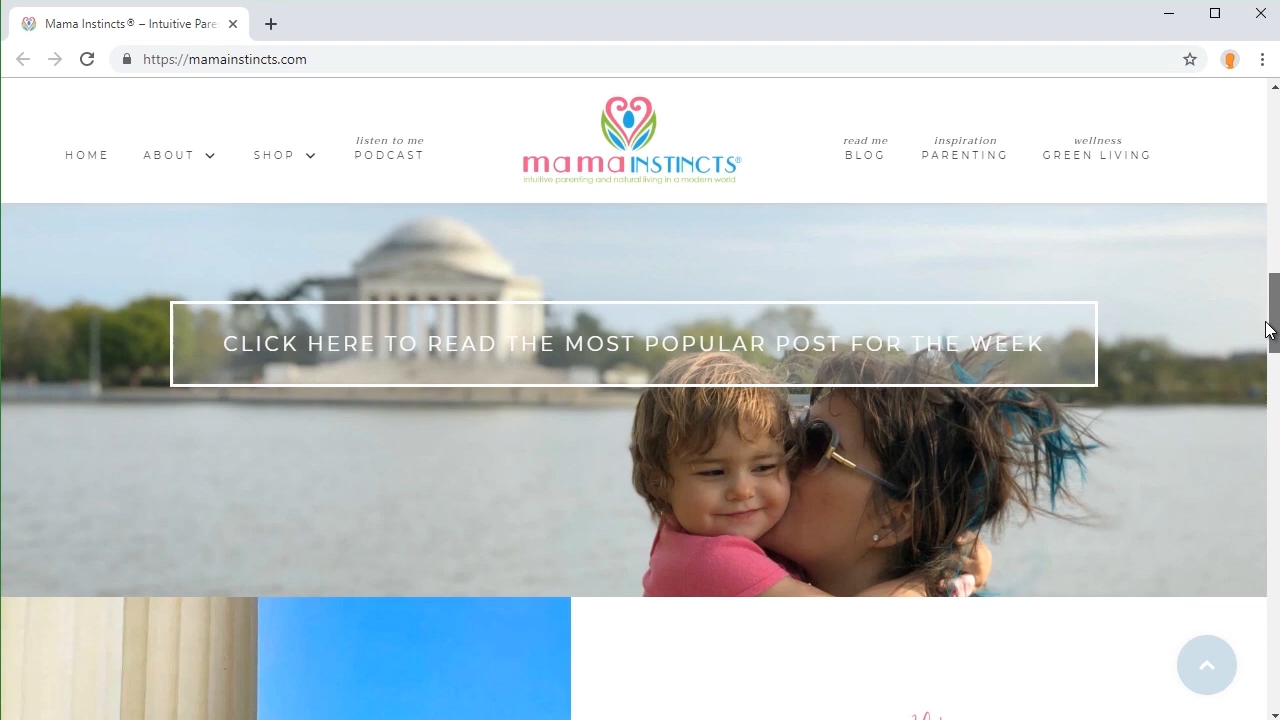 Mama Instincts® – Intuitive Pare
https://mamainstincts.com
HOME
ABOUT
SHOP
listen to me
PODCAST
mamaINSTINCTS®
intuitive parenting and natural living in a modern world
read me
BLOG
inspiration
PARENTING
wellness
GREEN LIVING
CLICK HERE TO READ THE MOST POPULAR POST FOR THE WEEK